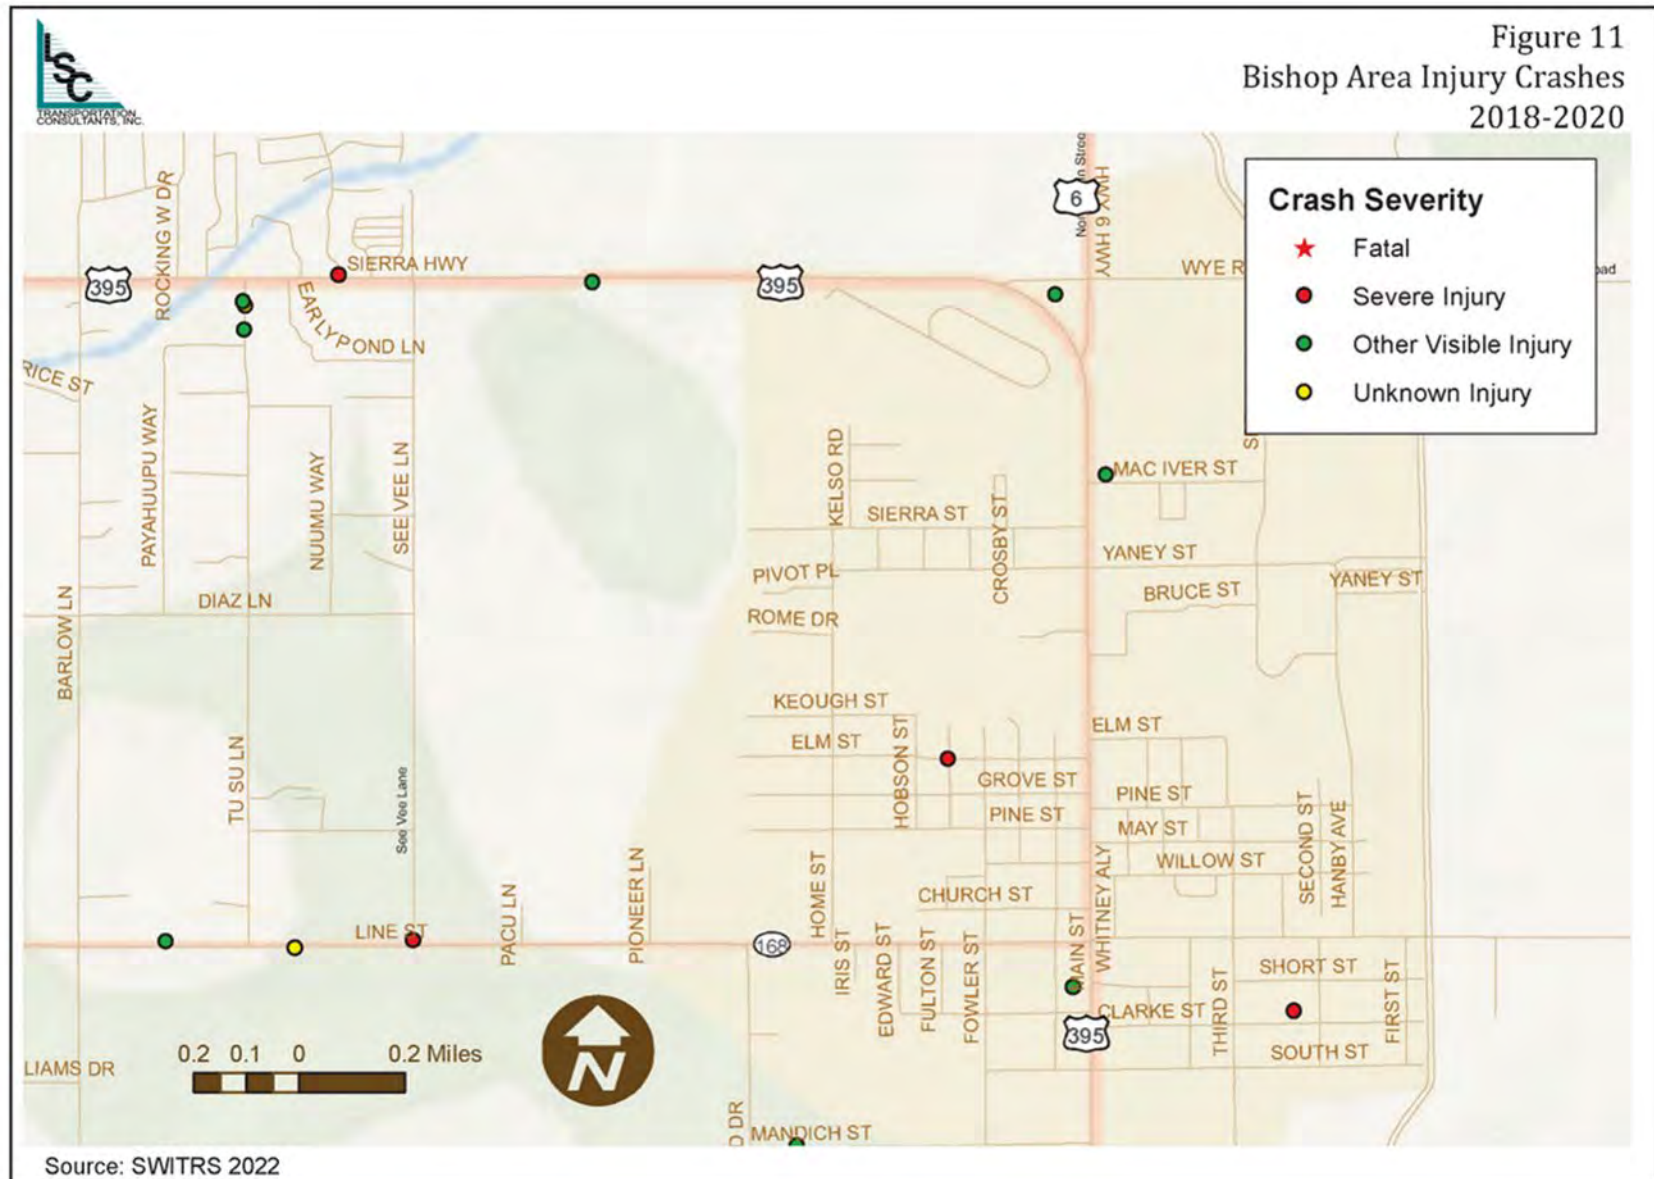 LSC
TRANSPORTATION
CONSULTANTS, INC.
Figure 11
Bishop Area Injury Crashes
2018-2020
Crash Severity
Fatal
Severe Injury
Other Visible Injury
Unknown Injury
ROCKING W DR
SIERRA HWY
395
395
6
HWY 6 HWY
WYE R
oad
EARLY POND LN
RICE ST
PAYAHUUPU WAY
NUUMU WAY
SEE VEE LN
KELSO RD
MAC IVER ST
SIERRA ST
CROSBY ST
YANEY ST
YANEY ST
PIVOT PL
BRUCE ST
DIAZ LN
ROME DR
BARLOW LN
KEOUGH ST
ELM ST
ELM ST
HOBSON ST
GROVE ST
TU SU LN
PINE ST
PINE ST
See Vee Lane
MAY ST
SECOND ST
HANBY AVE
WILLOW ST
HOME ST
CHURCH ST
WHITNEY ALY
PACU LN
PIONEER LN
LINE ST
168
IRIS ST
EDWARD ST
FULTON ST
FOWLER ST
MAIN ST
SHORT ST
THIRD ST
FIRST ST
CLARKE ST
395
SOUTH ST
0.2 0.1 0 0.2 Miles
N
LIAMS DR
D DR
MANDICH ST
Source: SWITRS 2022